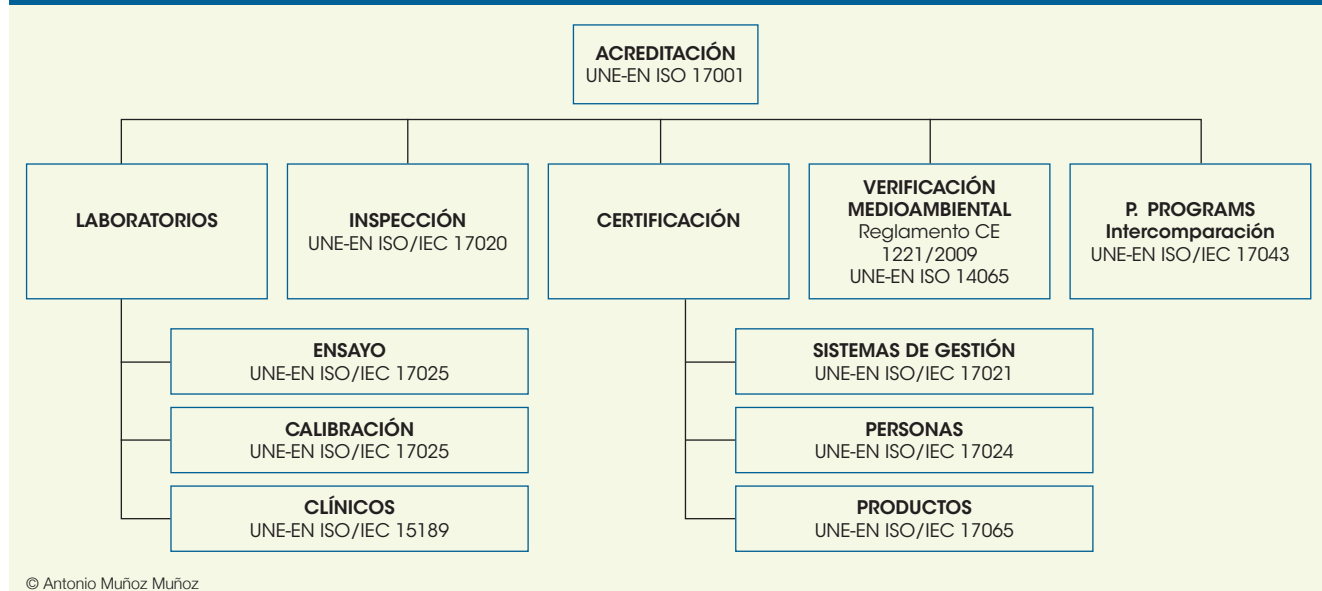 ACREDITACIÓN
UNE-EN ISO 17001
LABORATORIOS
INSPECCIÓN
UNE-EN ISO/IEC 17020
CERTIFICACIÓN
VERIFICACIÓN
MEDIOAMBIENTAL
Reglamento CE
1221/2009
UNE-EN ISO 14065
P. PROGRAMS
Intercomparación
UNE-EN ISO/IEC 17043
ENSAYO
UNE-EN ISO/IEC 17025
CALIBRACIÓN
UNE-EN ISO/IEC 17025
CLÍNICOS
UNE-EN ISO/IEC 15189
SISTEMAS DE GESTIÓN
UNE-EN ISO/IEC 17021
PERSONAS
UNE-EN ISO/IEC 17024
PRODUCTOS
UNE-EN ISO/IEC 17065
© Antonio Muñoz Muñoz